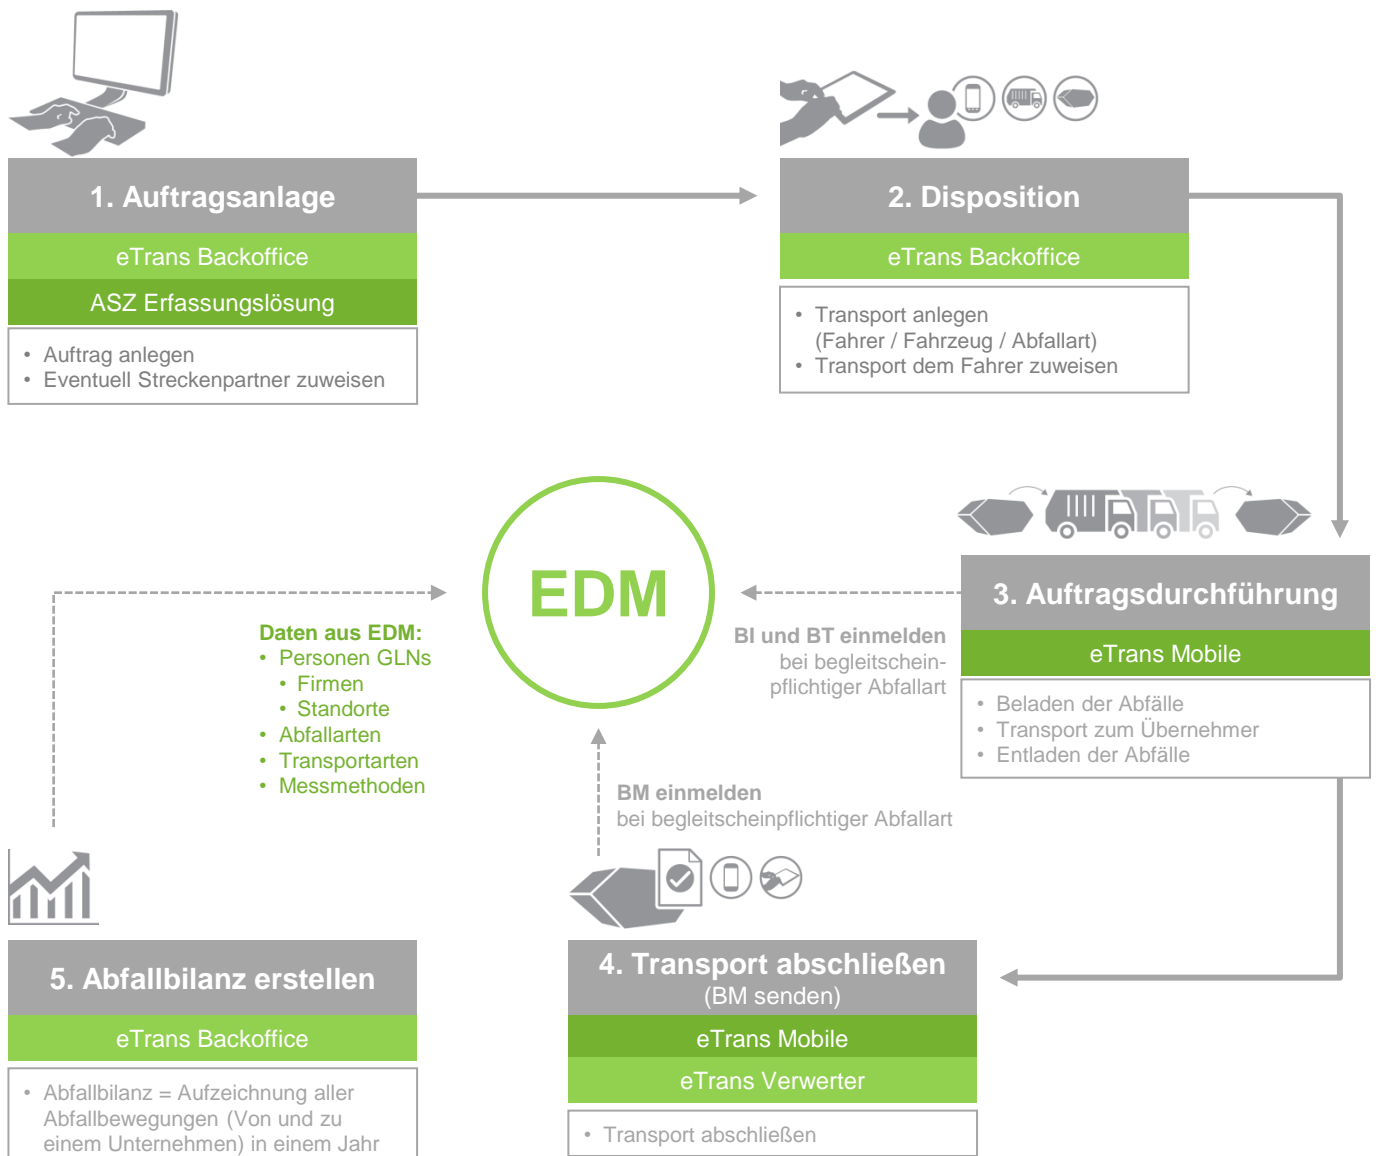 1. Auftragsanlage
eTrans Backoffice
ASZ Erfassungslösung
• Auftrag anlegen
• Eventuell Streckenpartner zuweisen
2. Disposition
eTrans Backoffice
• Transport anlegen
(Fahrer / Fahrzeug / Abfallart)
• Transport dem Fahrer zuweisen
3. Auftragsdurchführung
eTrans Mobile
• Beladen der Abfälle
• Transport zum Übernehmer
• Entladen der Abfälle
EDM
BI und BT einmelden
bei begleitschein-
pflichtiger Abfallart
Daten aus EDM:
• Personen GLNs
• Firmen
• Standorte
• Abfallarten
• Transportarten
• Messmethoden
BM einmelden
bei begleitscheinpflichtiger Abfallart
4. Transport abschließen
(BM senden)
eTrans Mobile
eTrans Verwerter
• Transport abschließen
5. Abfallbilanz erstellen
eTrans Backoffice
• Abfallbilanz = Aufzeichnung aller
Abfallbewegungen (Von und zu
einem Unternehmen) in einem Jahr